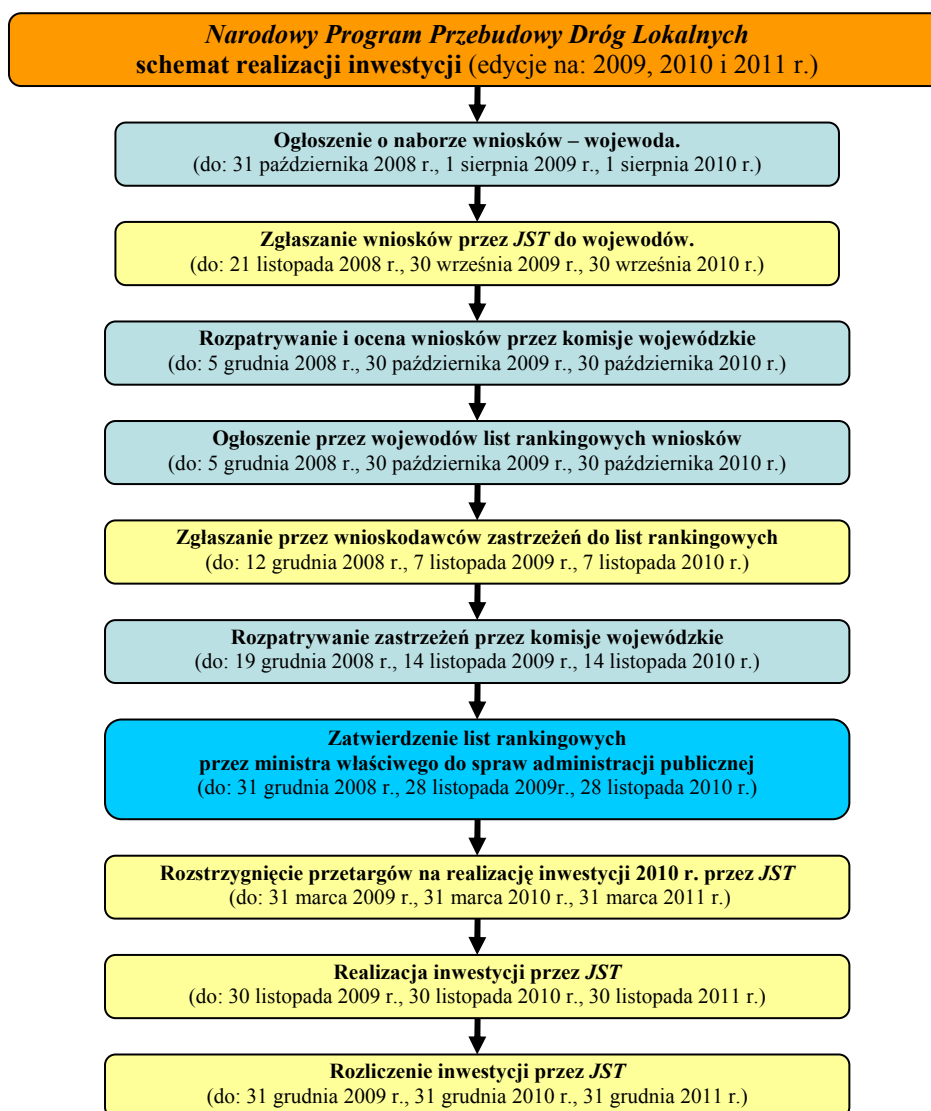 Narodowy Program Przebudowy Dróg Lokalnych
schemat realizacji inwestycji (edycje na: 2009, 2010 i 2011 r.)
Ogłoszenie o naborze wniosków – wojewoda.
(do: 31 października 2008 r., 1 sierpnia 2009 r., 1 sierpnia 2010 r.)
Zgłaszanie wniosków przez JST do wojewodów.
(do: 21 listopada 2008 r., 30 września 2009 r., 30 września 2010 r.)
Rozpatrywanie i ocena wniosków przez komisje wojewódzkie
(do: 5 grudnia 2008 r., 30 października 2009 r., 30 października 2010 r.)
Ogłoszenie przez wojewodów list rankingowych wniosków
(do: 5 grudnia 2008 r., 30 października 2009 r., 30 października 2010 r.)
Zgłaszanie przez wnioskodawców zastrzeżeń do list rankingowych
(do: 12 grudnia 2008 r., 7 listopada 2009 r., 7 listopada 2010 r.)
Rozpatrywanie zastrzeżeń przez komisje wojewódzkie
(do: 19 grudnia 2008 r., 14 listopada 2009 r., 14 listopada 2010 r.)
Zatwierdzenie list rankingowych
przez ministra właściwego do spraw administracji publicznej
(do: 31 grudnia 2008 r., 28 listopada 2009r., 28 listopada 2010 r.)
Rozstrzygnięcie przetargów na realizację inwestycji 2010 r. przez JST
(do: 31 marca 2009 r., 31 marca 2010 r., 31 marca 2011 r.)
Realizacja inwestycji przez JST
(do: 30 listopada 2009 r., 30 listopada 2010 r., 30 listopada 2011 r.)
Rozliczenie inwestycji przez JST
(do: 31 grudnia 2009 r., 31 grudnia 2010 r., 31 grudnia 2011 r.)